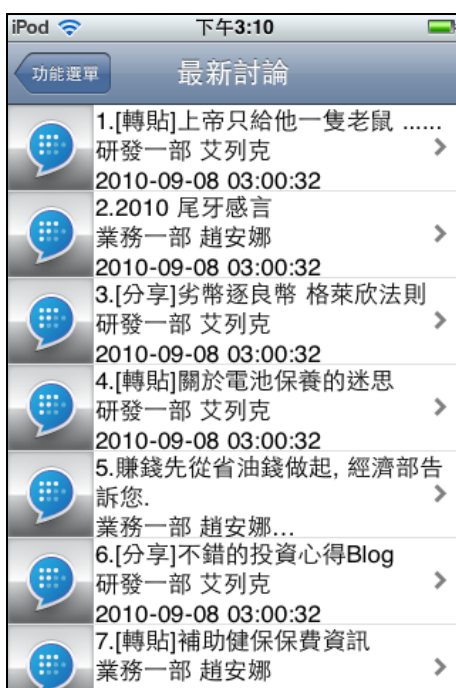 iPod 下午3:10
功能選單 最新討論
1.[轉貼]上帝只給他一隻老鼠 ......
研發一部 艾列克
2010-09-08 03:00:32
2.2010 尾牙感言
業務一部 趙安娜
2010-09-08 03:00:32
3.[分享]劣幣逐良幣 格萊欣法則
研發一部 艾列克
2010-09-08 03:00:32
4.[轉貼]關於電池保養的迷思
研發一部 艾列克
2010-09-08 03:00:32
5.賺錢先從省油錢做起, 經濟部告
訴您.
業務一部 趙安娜...
6.[分享]不錯的投資心得Blog
研發一部 艾列克
2010-09-08 03:00:32
7.[轉貼]補助健保保費資訊
業務一部 趙安娜